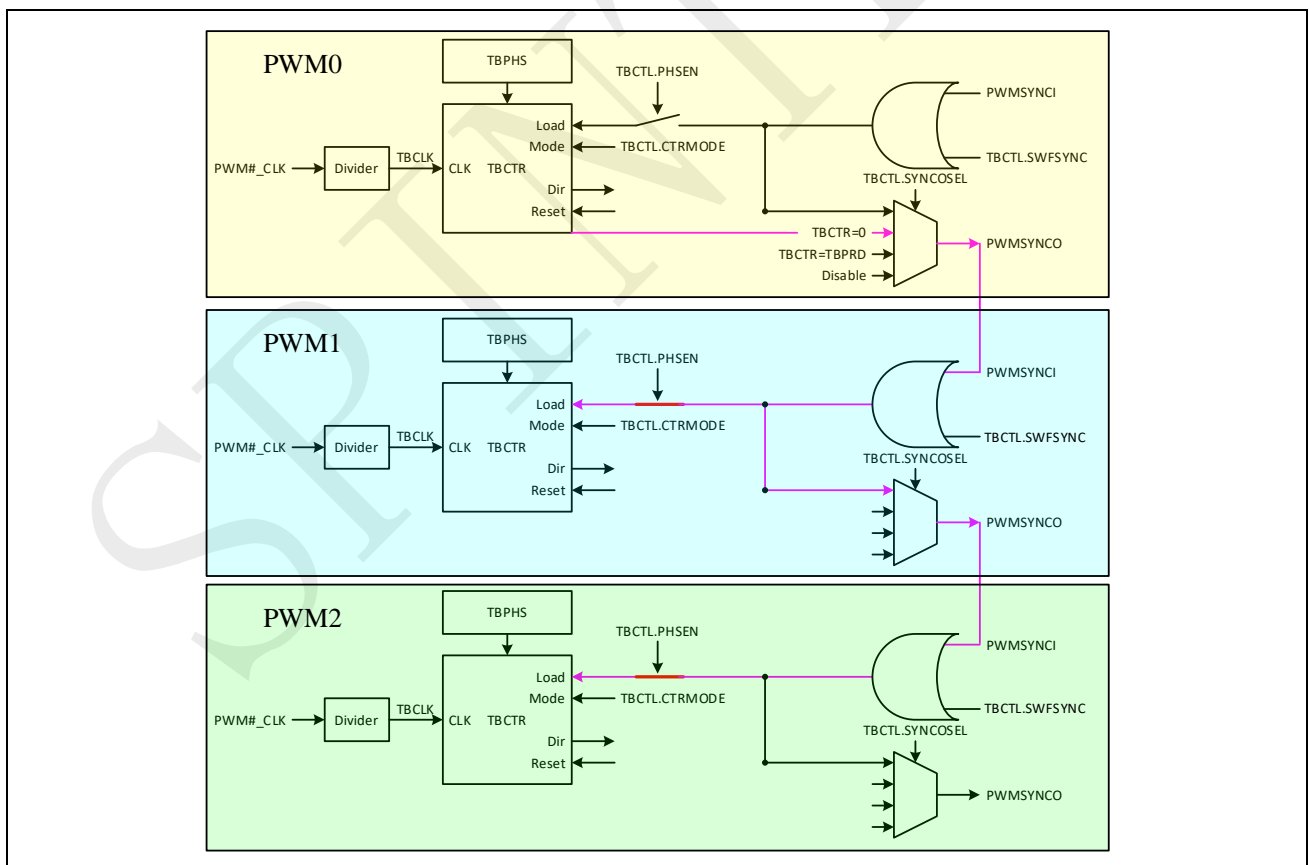 PWM0
TBPHS
TBCTL.PHSEN
PWMSYNCI
Load
Mode
TBCTL.CTRMODE
TBCTL.SWFSYNC
PWM#_CLK
Divider
TBCLK
CLK
TBCTR
TBCTL.SYNCOSEL
Dir
Reset
TBCTR=0
PWMSYNCO
TBCTR=TBPRD
Disable
PWM1
TBPHS
TBCTL.PHSEN
PWMSYNCI
Load
Mode
TBCTL.CTRMODE
TBCTL.SWFSYNC
PWM#_CLK
Divider
TBCLK
CLK
TBCTR
TBCTL.SYNCOSEL
Dir
Reset
PWMSYNCO
PWM2
TBPHS
TBCTL.PHSEN
PWMSYNCI
Load
Mode
TBCTL.CTRMODE
TBCTL.SWFSYNC
PWM#_CLK
Divider
TBCLK
CLK
TBCTR
TBCTL.SYNCOSEL
Dir
Reset
PWMSYNCO